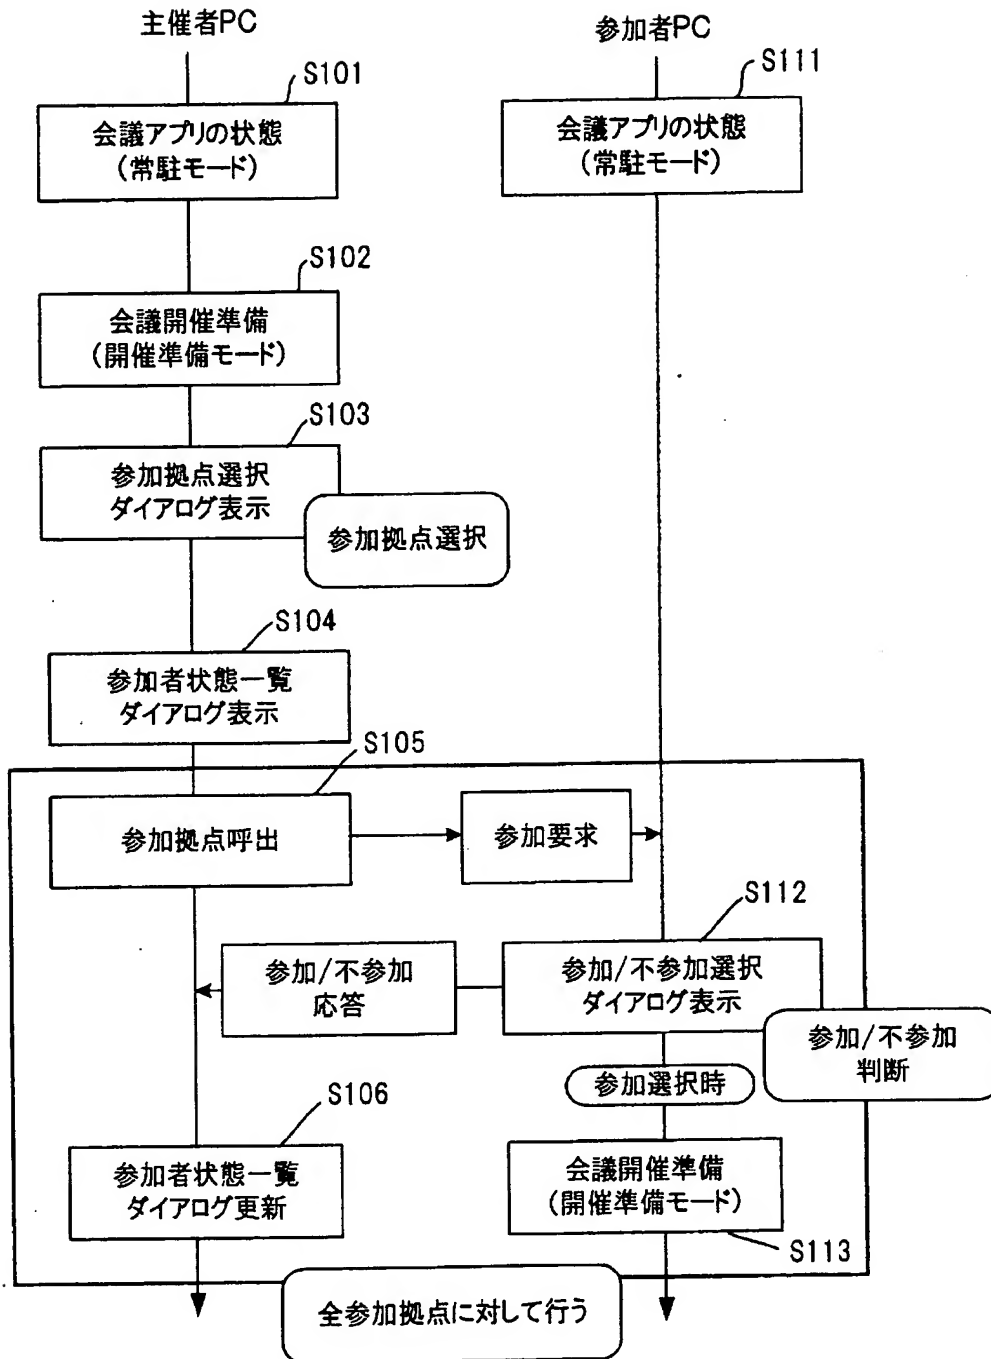 主催者PC
参加者PC
S101
S111
会議アプリの状態
(常駐モード)
会議アプリの状態
(常駐モード)
S102
会議開催準備
(開催準備モード)
S103
参加拠点選択
ダイアログ表示
参加拠点選択
S104
参加者状態一覧
ダイアログ表示
S105
参加拠点呼出
参加要求
S112
参加/不参加
応答
参加/不参加選択
ダイアログ表示
参加/不参加
判断
参加選択時
S106
参加者状態一覧
ダイアログ更新
会議開催準備
(開催準備モード)
S113
全参加拠点に対して行う